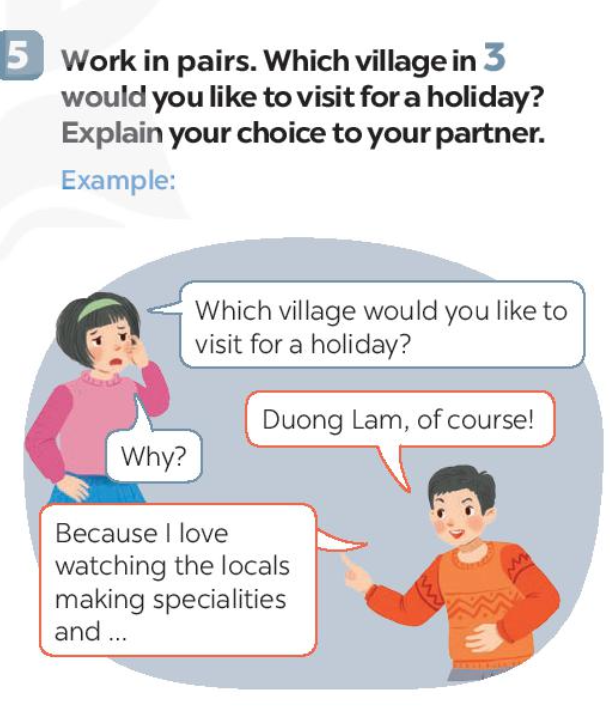 5
Work in pairs. Which village in 3
would you like to visit for a holiday?
Explain your choice to your partner.
Example:
Which village would you like to
visit for a holiday?
Duong Lam, of course!
Why?
Because I love
watching the locals
making specialities
and ...